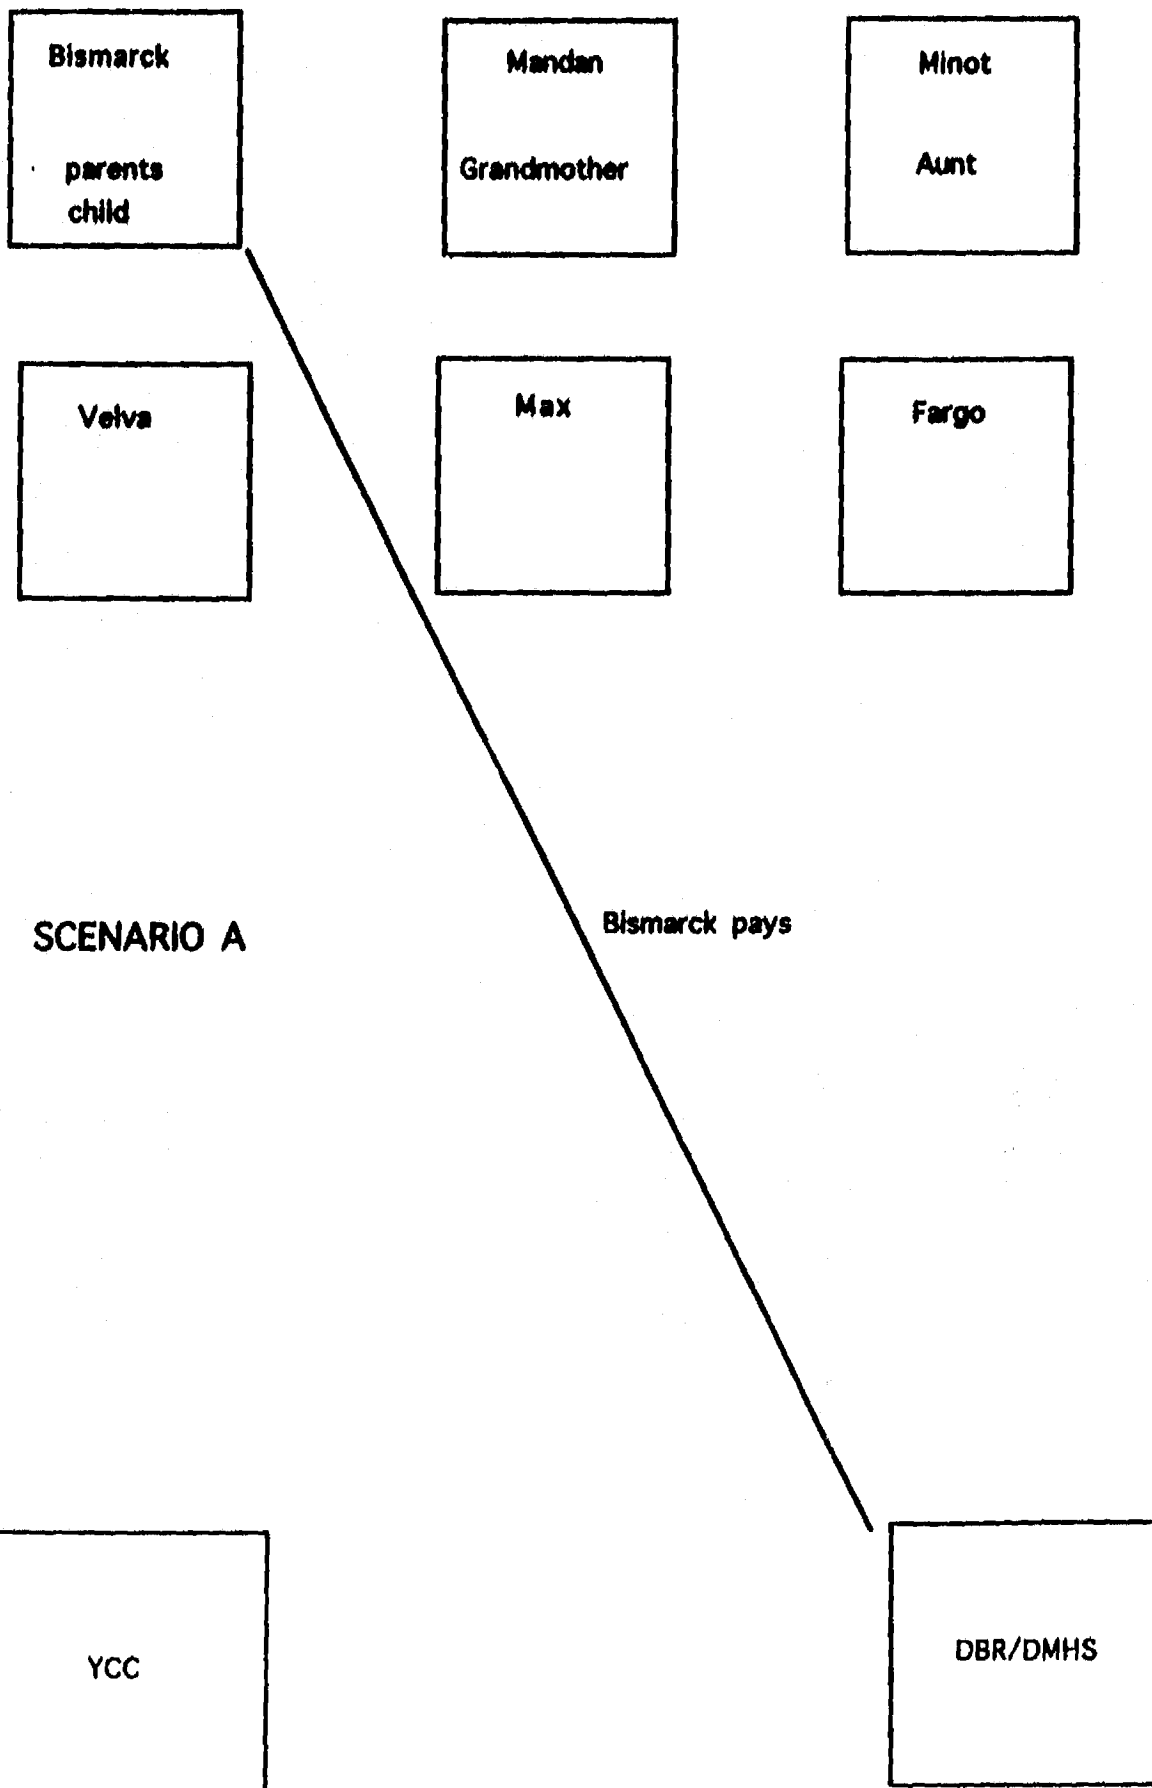 Bismarck
parents
child
Mandan
Grandmother
Minot
Aunt
Velva
Max
Fargo
SCENARIO A
Bismarck pays
YCC
DBR/DMHS